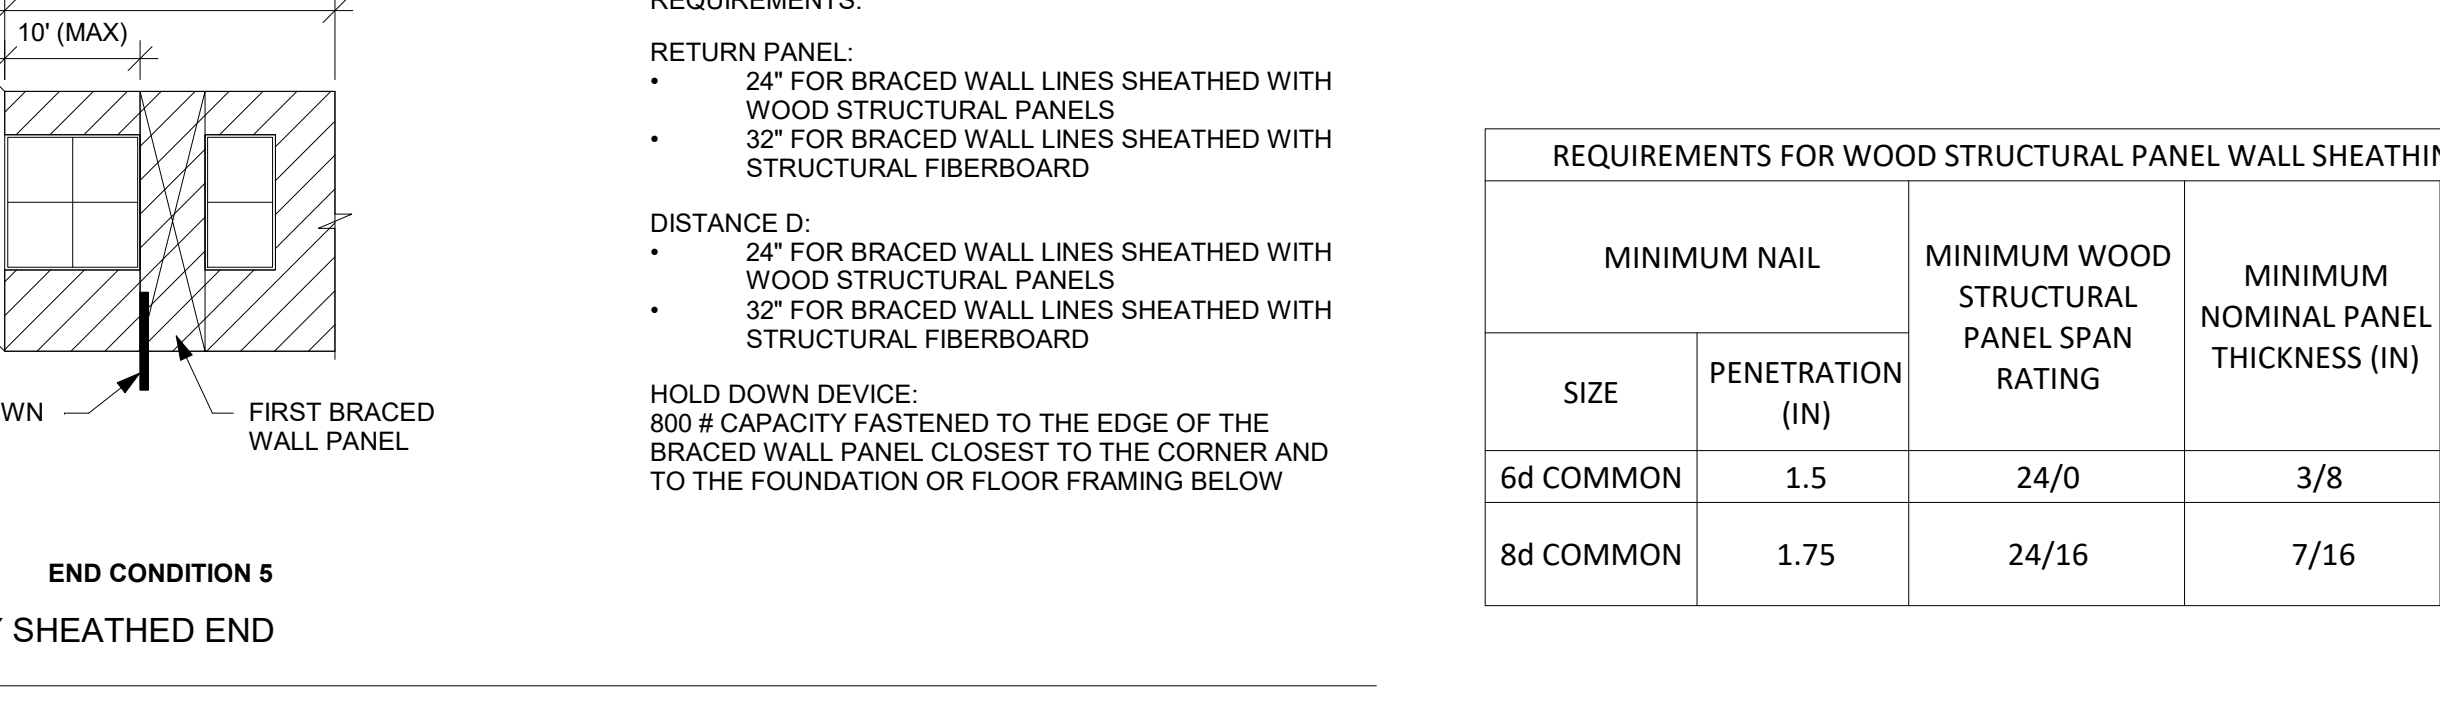 10' (MAX)
WN
FIRST BRACED
WALL PANEL
END CONDITION 5
SHEATHED END
REQUIREMENTS:
RETURN PANEL:
• 24" FOR BRACED WALL LINES SHEATHED WITH
WOOD STRUCTURAL PANELS
• 32" FOR BRACED WALL LINES SHEATHED WITH
STRUCTURAL FIBERBOARD
DISTANCE D:
• 24" FOR BRACED WALL LINES SHEATHED WITH
WOOD STRUCTURAL PANELS
• 32" FOR BRACED WALL LINES SHEATHED WITH
STRUCTURAL FIBERBOARD
HOLD DOWN DEVICE:
800 # CAPACITY FASTENED TO THE EDGE OF THE
BRACED WALL PANEL CLOSEST TO THE CORNER AND
TO THE FOUNDATION OR FLOOR FRAMING BELOW
REQUIREMENTS FOR WOOD STRUCTURAL PANEL WALL SHEATHIN
MINIMUM NAIL
MINIMUM WOOD
STRUCTURAL
PANEL SPAN
RATING
MINIMUM
NOMINAL PANEL
THICKNESS (IN)
SIZE
PENETRATION
(IN)
6d COMMON 1.5 24/0 3/8
8d COMMON 1.75 24/16 7/16